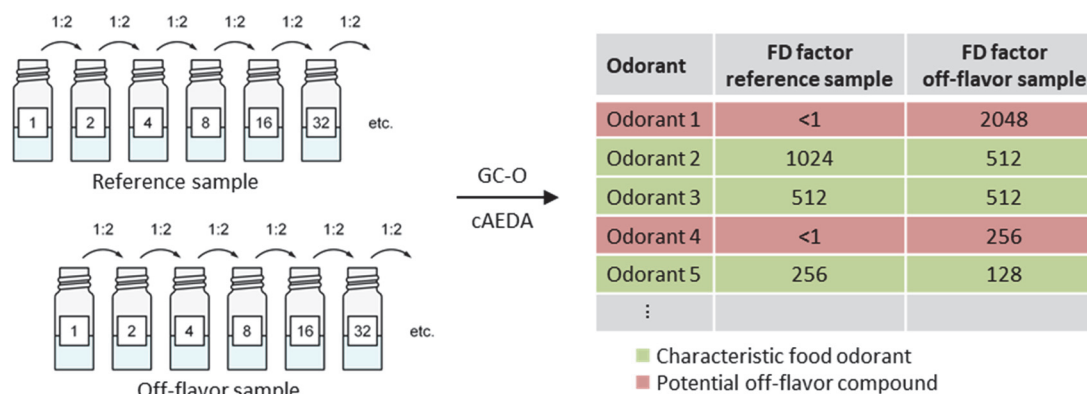 1:2 1:2 1:2 1:2 1:2 1:2
1 2 4 8 16 32 etc.
Reference sample
1:2 1:2 1:2 1:2 1:2 1:2
1 2 4 8 16 32 etc.
Off-flavor sample
GC-O
cAEDA
Odorant FD factor reference sample FD factor off-flavor sample
Odorant 1 <1 2048
Odorant 2 1024 512
Odorant 3 512 512
Odorant 4 <1 256
Odorant 5 256 128
⋮
Characteristic food odorant
Potential off-flavor compound